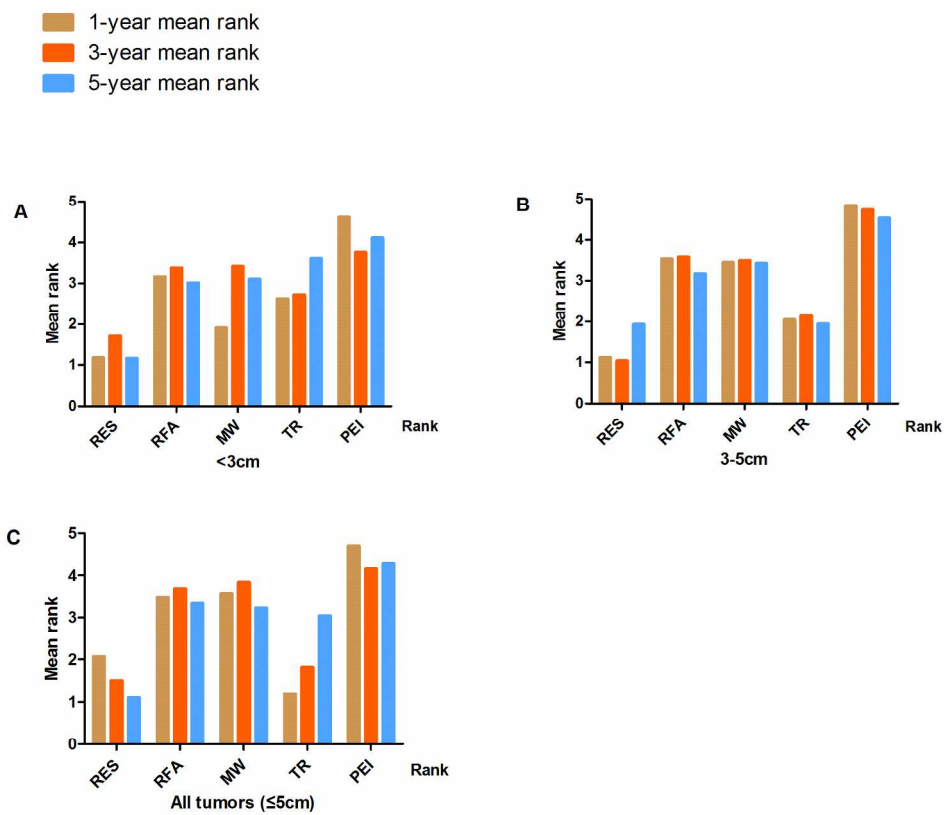 1-year mean rank
3-year mean rank
5-year mean rank
A
Mean rank
5
4
3
2
1
0
RES
RFA
MW
TR
PEI
Rank
<3cm
B
Mean rank
5
4
3
2
1
0
RES
RFA
MW
TR
PEI
Rank
3-5cm
C
Mean rank
5
4
3
2
1
0
RES
RFA
MW
TR
PEI
Rank
All tumors (≤5cm)